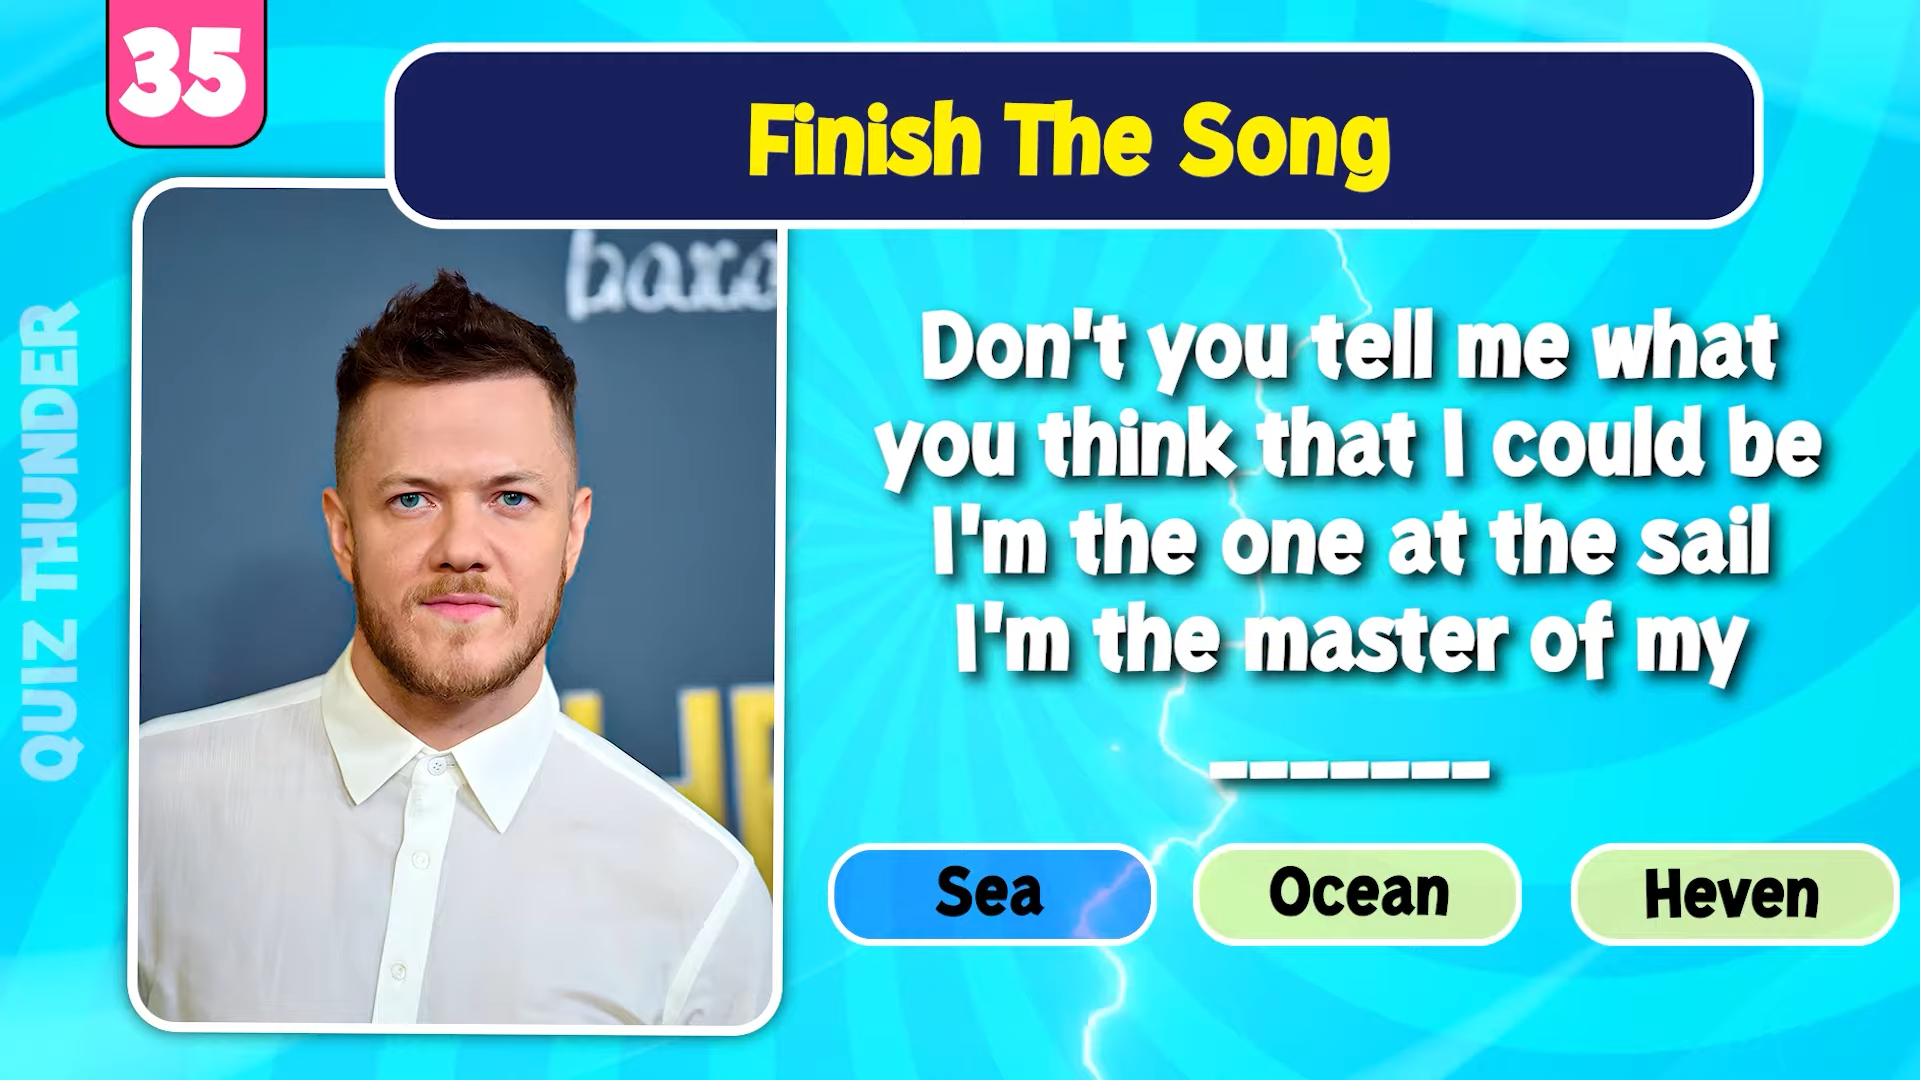 35
Finish The Song
QUIZ THUNDER
Don't you tell me what
you think that I could be
I'm the one at the sail
I'm the master of my
_______
Sea
Ocean
Heven